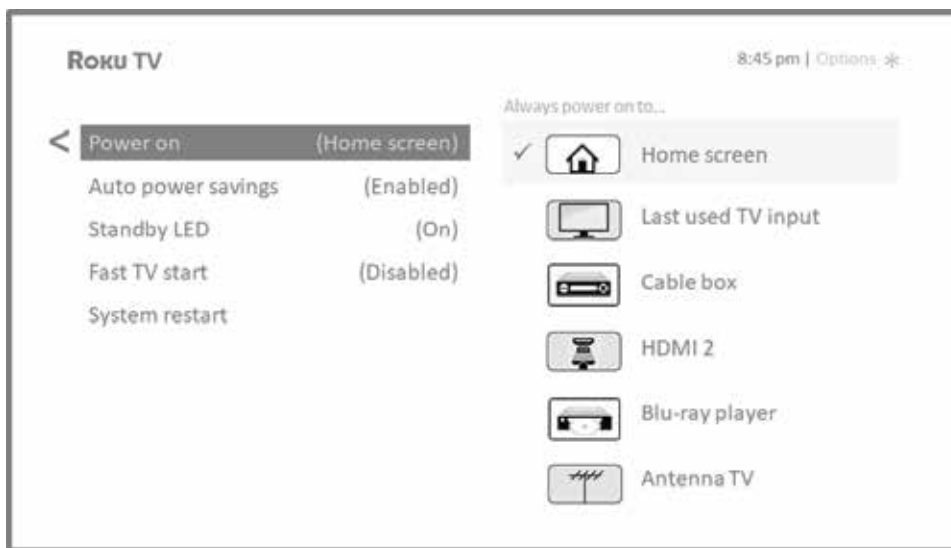 Roku TV
8:45 pm | Options
Power on (Home screen)
Auto power savings (Enabled)
Standby LED (On)
Fast TV start (Disabled)
System restart
Always power on to...
Home screen
Last used TV input
Cable box
HDMI 2
Blu-ray player
Antenna TV